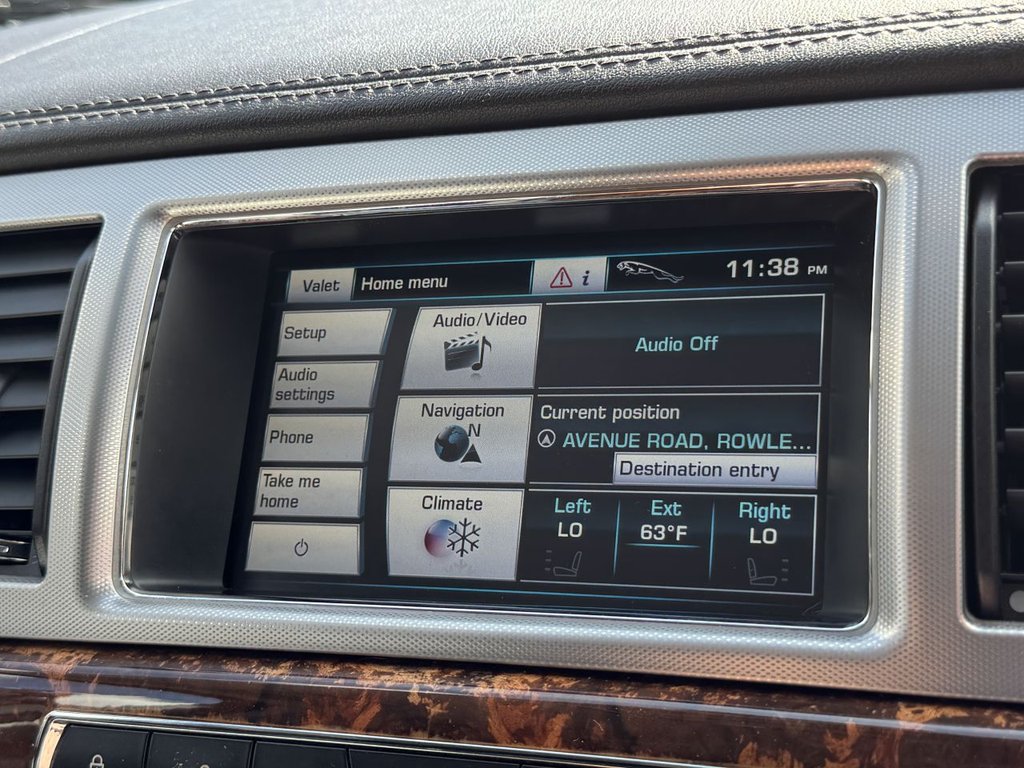 Valet
Home menu
i
11:38 PM
Setup
Audio/Video
Audio Off
Audio
settings
Navigation
N
Current position
AVENUE ROAD, ROWLE...
Destination entry
Phone
Take me
home
Climate
Left
LO
Ext
63°F
Right
LO